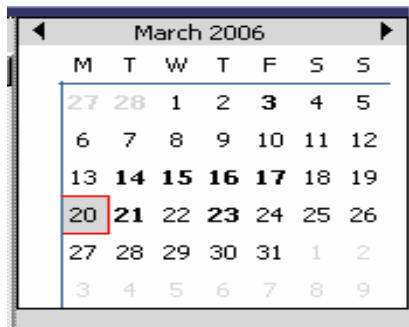 March 2006
M T W T F S S
27 28 1 2 3 4 5
6 7 8 9 10 11 12
13 14 15 16 17 18 19
20 21 22 23 24 25 26
27 28 29 30 31 1 2
3 4 5 6 7 8 9